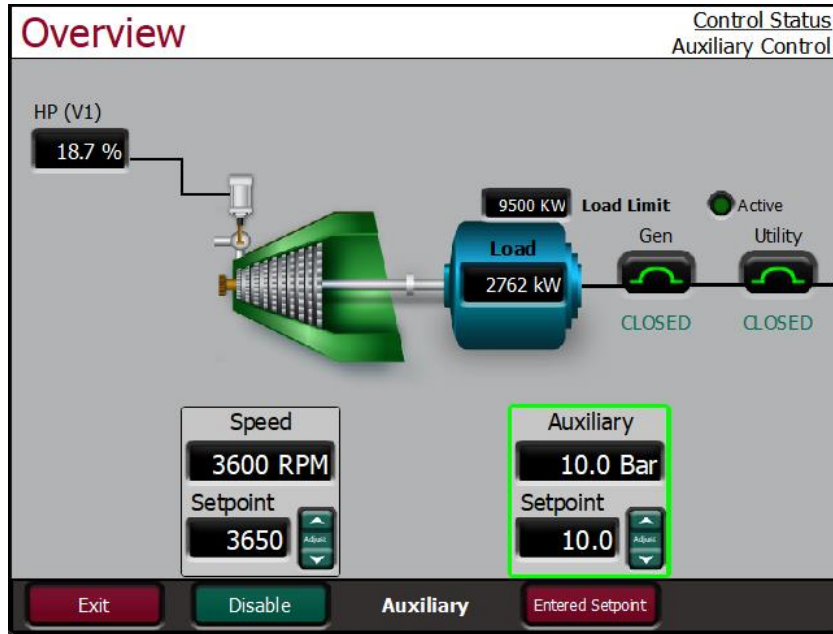 Overview
Control Status
Auxiliary Control
HP (V1)
18.7 %
9500 KW Load Limit Active
Load
2762 kW
Gen
Utility
CLOSED
CLOSED
Speed
3600 RPM
Setpoint
3650
Adjust
Auxiliary
10.0 Bar
Setpoint
10.0
Adjust
Exit
Disable
Auxiliary
Entered Setpoint